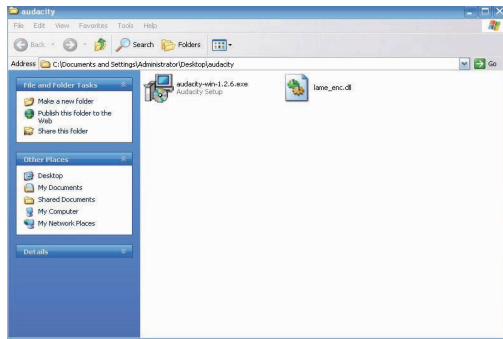 audacity
File Edit View Favorites Tools Help
Back Search Folders
Address C:\Documents and Settings\Administrator\Desktop\audacity Go
File and Folder Tasks
Make a new folder
Publish this folder to the
Web
Share this folder
Other Places
Desktop
My Documents
Shared Documents
My Computer
My Network Places
Details
audacity-win-1.2.6.exe
Audacity Setup
lame_enc.dll